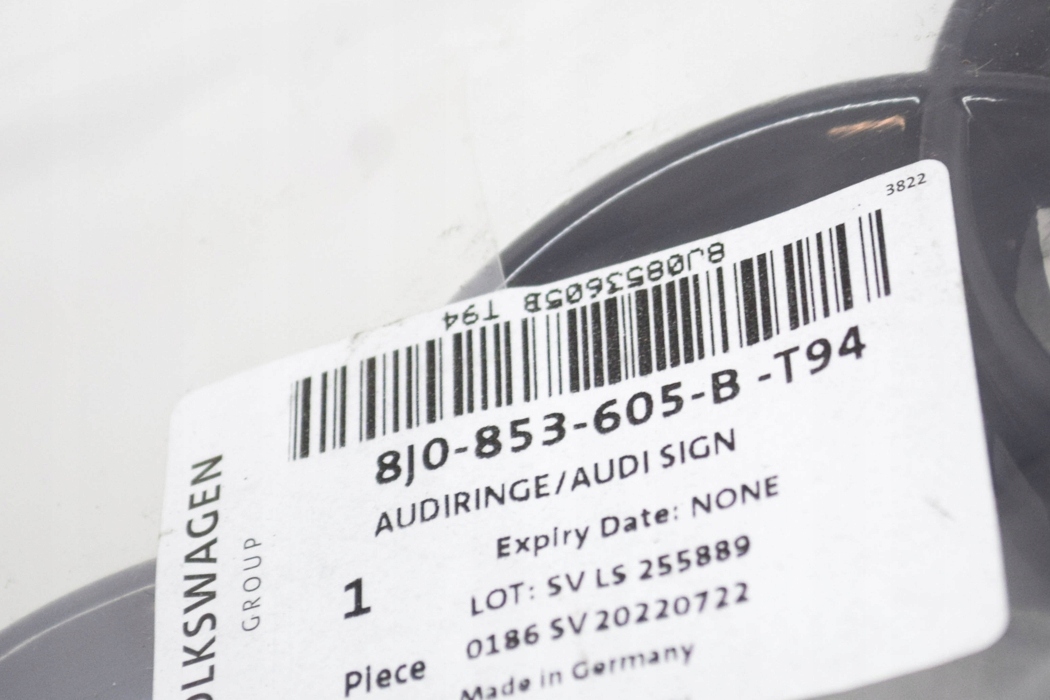 3822
8J0853605B T94
8J0-853-605-B -T94
AUDIRINGE/AUDI SIGN
Expiry Date: NONE
1
LOT: SV LS 255889
0186 SV 20220722
Piece
Made in Germany
OLKSWAGEN
GROUP